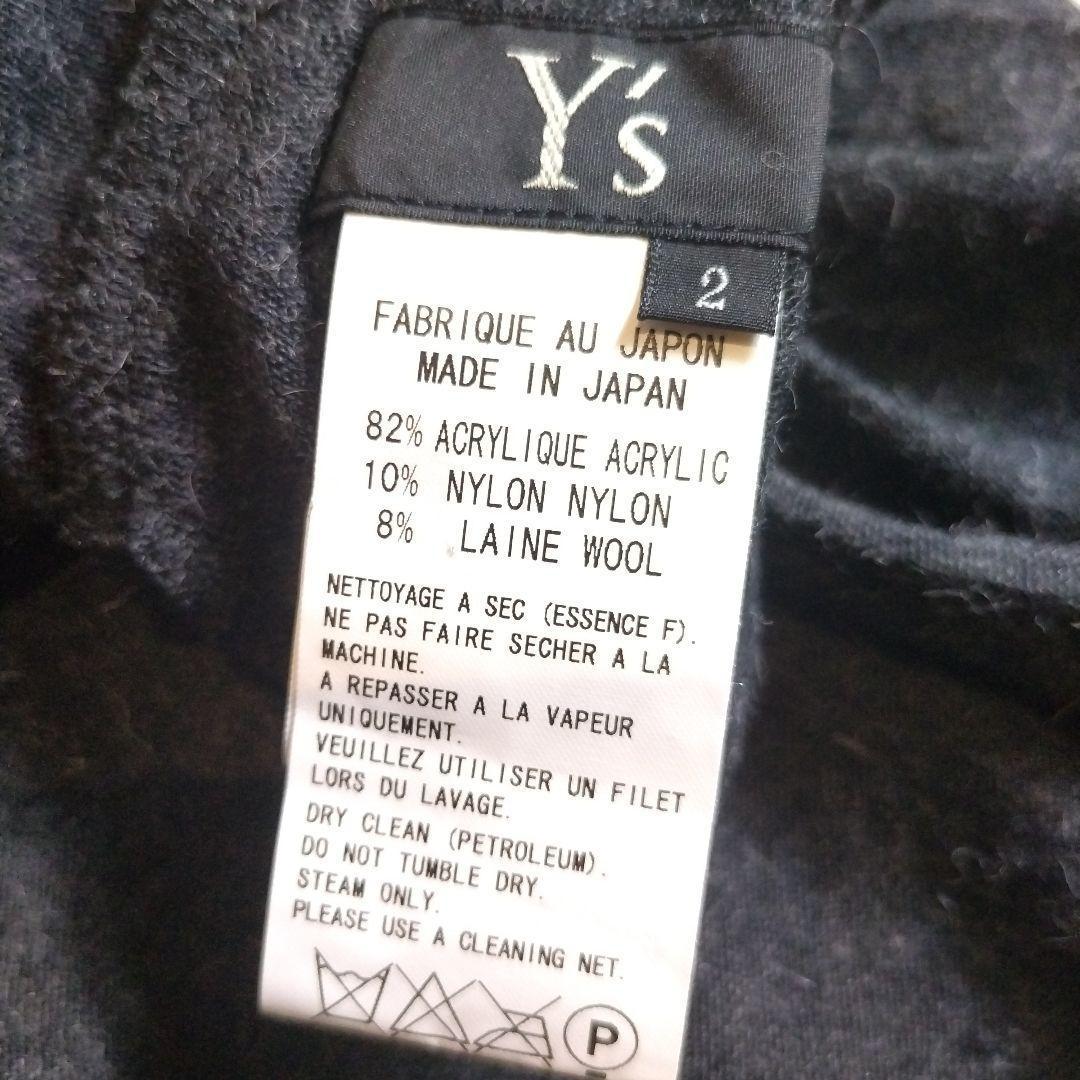 Y's
2
FABRIQUE AU JAPON
MADE IN JAPAN
82% ACRYLIQUE ACRYLIC
10% NYLON NYLON
8% LAINE WOOL
NETTOYAGE A SEC (ESSENCE F).
NE PAS FAIRE SECHER A LA
MACHINE.
A REPASSER A LA VAPEUR
UNIQUEMENT.
VEUILLEZ UTILISER UN FILET
LORS DU LAVAGE.
DRY CLEAN (PETROLEUM).
DO NOT TUMBLE DRY.
STEAM ONLY.
PLEASE USE A CLEANING NET.
P